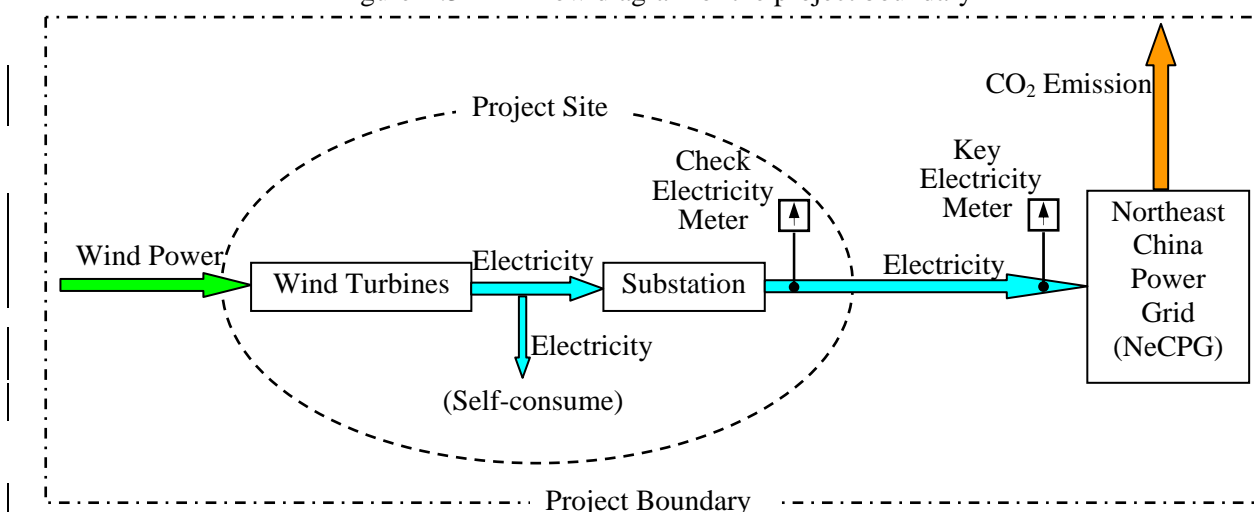 CO₂ Emission
Project Site
Check
Electricity
Meter
Key
Electricity
Meter
Wind Power
Wind Turbines
Electricity
Substation
Electricity
Northeast
China
Power
Grid
(NeCPG)
Electricity
(Self-consume)
Project Boundary